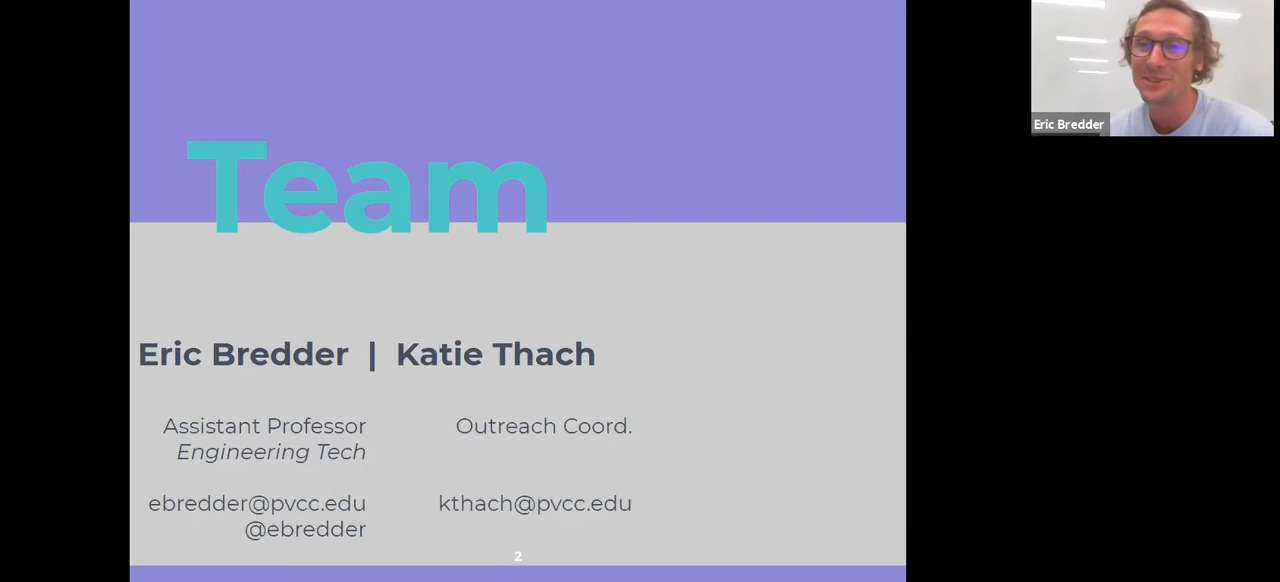 Team
Eric Bredder | Katie Thach
Assistant Professor
Engineering Tech
ebredder@pvcc.edu
@ebredder
Outreach Coord.
kthach@pvcc.edu
2
Eric Bredder